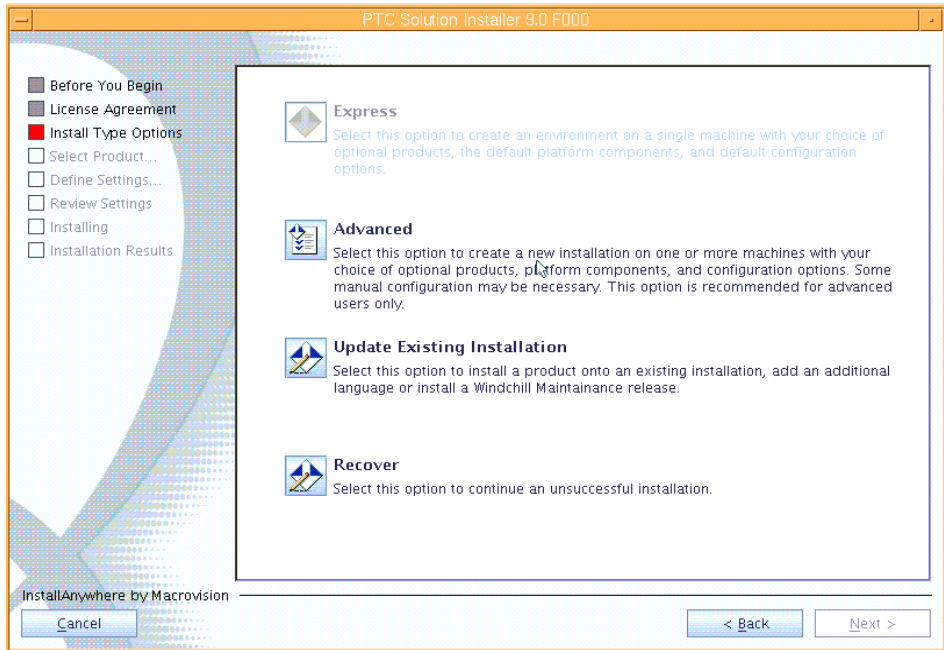 PTC Solution Installer 9.0 F000
Before You Begin
License Agreement
Install Type Options
Select Product...
Define Settings...
Review Settings
Installing
Installation Results
Express
Select this option to create an environment on a single machine with your choice of
optional products, the default platform components, and default configuration
options.
Advanced
Select this option to create a new installation on one or more machines with your
choice of optional products, platform components, and configuration options. Some
manual configuration may be necessary. This option is recommended for advanced
users only.
Update Existing Installation
Select this option to install a product onto an existing installation, add an additional
language or install a Windchill Maintainance release.
Recover
Select this option to continue an unsuccessful installation.
InstallAnywhere by Macrovision
Cancel
< Back
Next >